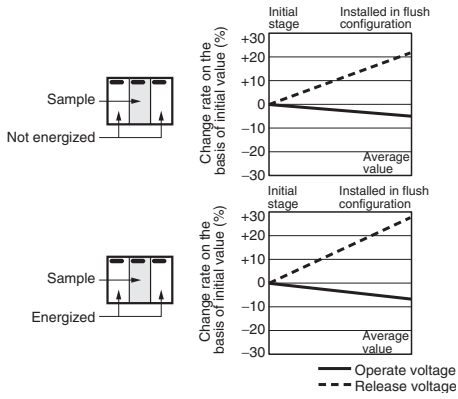 Initial
stage
Installed in flush
configuration
Change rate on the
basis of initial value (%)
+30
+20
+10
0
−10
−20
−30
Average
value
Sample
Not energized
Initial
stage
Installed in flush
configuration
Change rate on the
basis of initial value (%)
+30
+20
+10
0
−10
−20
−30
Average
value
Sample
Energized
Operate voltage
Release voltage